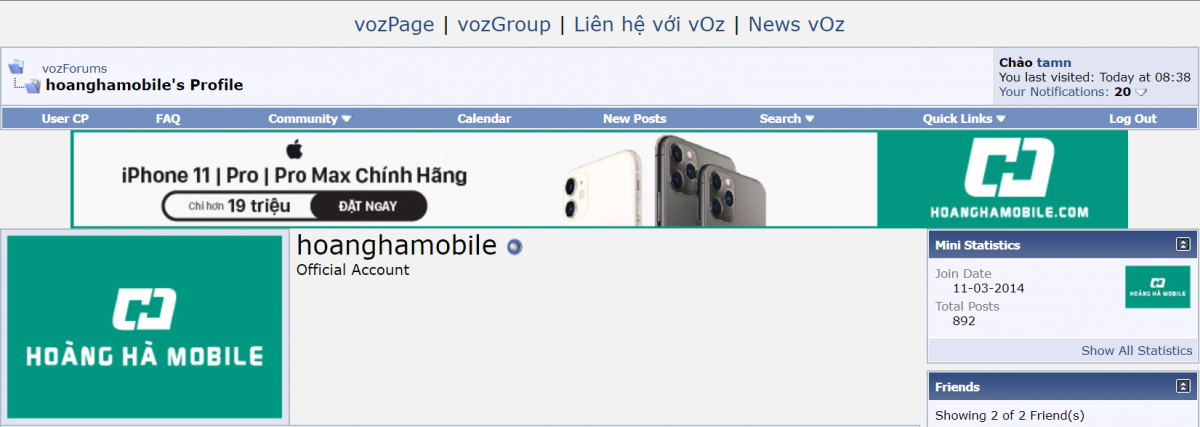 vozPage | vozGroup | Liên hệ với vOz | News vOz
vozForums
hoanghamobile's Profile
Chào tamn
You last visited: Today at 08:38
Your Notifications: 20
User CP FAQ Community Calendar New Posts Search Quick Links Log Out
iPhone 11 | Pro | Pro Max Chính Hãng
Chỉ hơn 19 triệu ĐẶT NGAY
HOANGHAMOBILE.COM
HOÀNG HÀ MOBILE
hoanghamobile
Official Account
Mini Statistics
Join Date
11-03-2014
Total Posts
892
HOÀNG HÀ MOBILE
Show All Statistics
Friends
Showing 2 of 2 Friend(s)